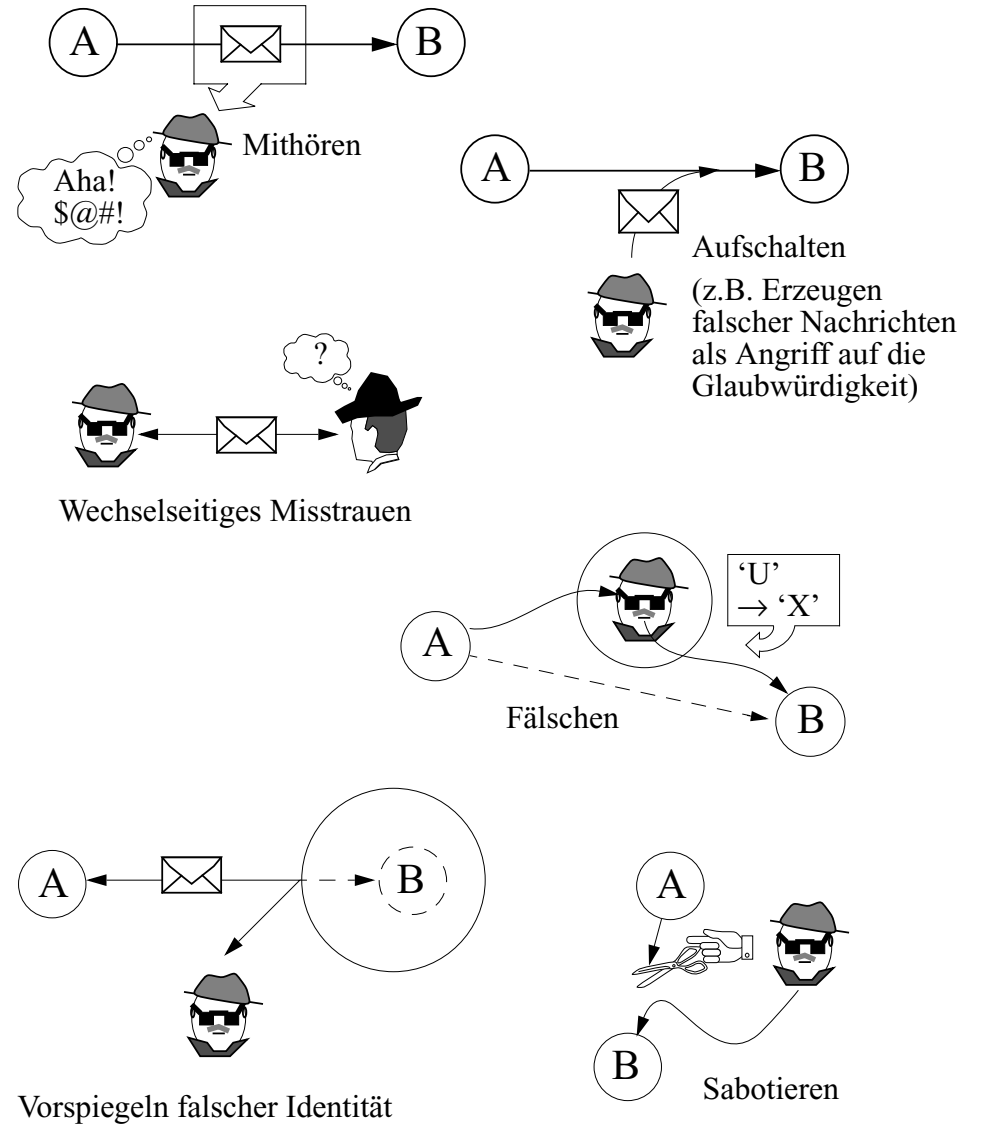 A
B
Mithören
Aha!
$@#!
A
B
Aufschalten
(z.B. Erzeugen
falscher Nachrichten
als Angriff auf die
Glaubwürdigkeit)
?
Wechselseitiges Misstrauen
‘U’
→ ‘X’
A
B
Fälschen
A
B
Vorspiegeln falscher Identität
A
B
Sabotieren